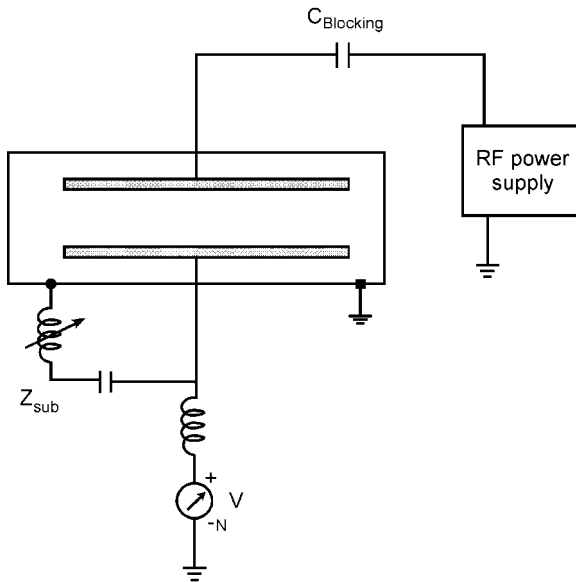 C_Blocking
RF power
supply
Z_sub
+
V
-N